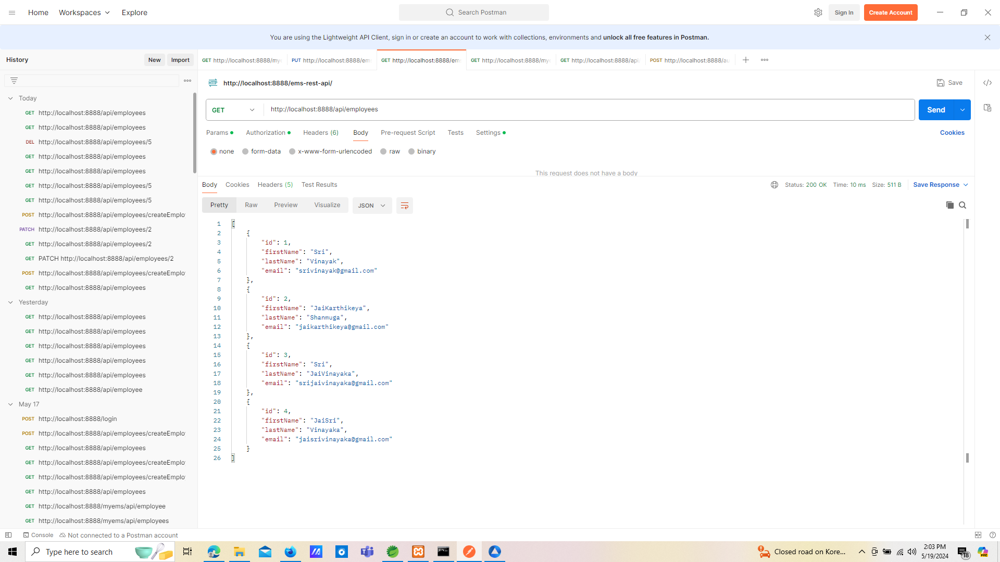 Home Workspaces Explore
Search Postman
Sign In Create Account
You are using the Lightweight API Client, sign in or create an account to work with collections, environments and unlock all free features in Postman.
History New Import
GET http://localhost:8888/my
PUT http://localhost:8888/em
GET http://localhost:8888/em
GET http://localhost:8888/my
GET http://localhost:8888/api
POST http://localhost:8888/au
HTTP http://localhost:8888/ems-rest-api/
Save
GET http://localhost:8888/api/employees Send
Params Authorization Headers (6) Body Pre-request Script Tests Settings Cookies
none form-data x-www-form-urlencoded raw binary
This request does not have a body
Today
GET http://localhost:8888/api/employees
GET http://localhost:8888/api/employees
DEL http://localhost:8888/api/employees/5
GET http://localhost:8888/api/employees
GET http://localhost:8888/api/employees
GET http://localhost:8888/api/employees/5
GET http://localhost:8888/api/employees/5
POST http://localhost:8888/api/employees/createEmplo
PATCH http://localhost:8888/api/employees/2
GET http://localhost:8888/api/employees/2
GET PATCH http://localhost:8888/api/employees/2
POST http://localhost:8888/api/employees/createEmplo
GET http://localhost:8888/api/employees
Yesterday
GET http://localhost:8888/api/employees
GET http://localhost:8888/api/employees
GET http://localhost:8888/api/employees
GET http://localhost:8888/api/employees
GET http://localhost:8888/api/employees
GET http://localhost:8888/api/employee
May 17
POST http://localhost:8888/login
POST http://localhost:8888/api/employees/createEmplo
GET http://localhost:8888/api/employees
GET http://localhost:8888/api/employees/createEmplo
GET http://localhost:8888/api/employees/createEmplo
GET http://localhost:8888/api/employees
GET http://localhost:8888/myems/api/employee
GET http://localhost:8888/myems/api/employees
Body Cookies Headers (5) Test Results
Status: 200 OK Time: 10 ms Size: 511 B Save Response
Pretty Raw Preview Visualize JSON
1 [
2 {
3 "id": 1,
4 "firstName": "Sri",
5 "lastName": "Vinayak",
6 "email": "srivinayak@gmail.com"
7 },
8 {
9 "id": 2,
10 "firstName": "JaiKarthikeya",
11 "lastName": "Shanmuga",
12 "email": "jaikarthikeya@gmail.com"
13 },
14 {
15 "id": 3,
16 "firstName": "Sri",
17 "lastName": "JaiVinayaka",
18 "email": "srijaivinayaka@gmail.com"
19 },
20 {
21 "id": 4,
22 "firstName": "JaiSri",
23 "lastName": "Vinayaka",
24 "email": "jaisrivinayaka@gmail.com"
25 }
26 ]
Console Not connected to a Postman account
Type here to search
Closed road on Kore...
2:03 PM
5/19/2024
18
PRE